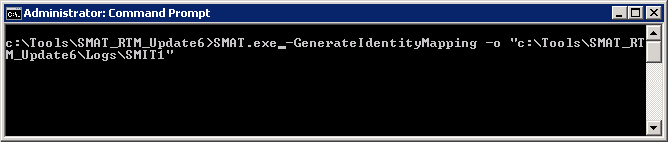 Administrator: Command Prompt
c:\Tools\SMAT_RTM_Update6>SMAT.exe -GenerateIdentityMapping -o "c:\Tools\SMAT_RT
M_Update6\Logs\SMIT1"